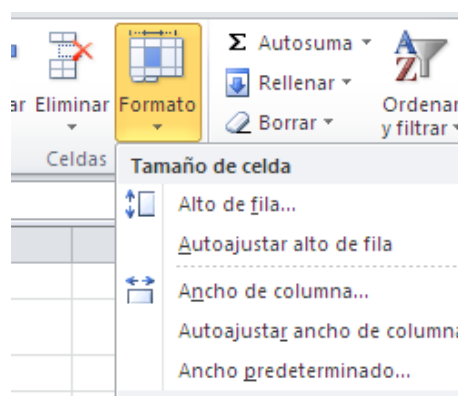 Σ Autosuma
Rellenar
Borrar
ar Eliminar Formato
Ordenar
y filtrar
Celdas
Tamaño de celda
Alto de fila...
Autoajustar alto de fila
Ancho de columna...
Autoajustar ancho de columna
Ancho predeterminado...